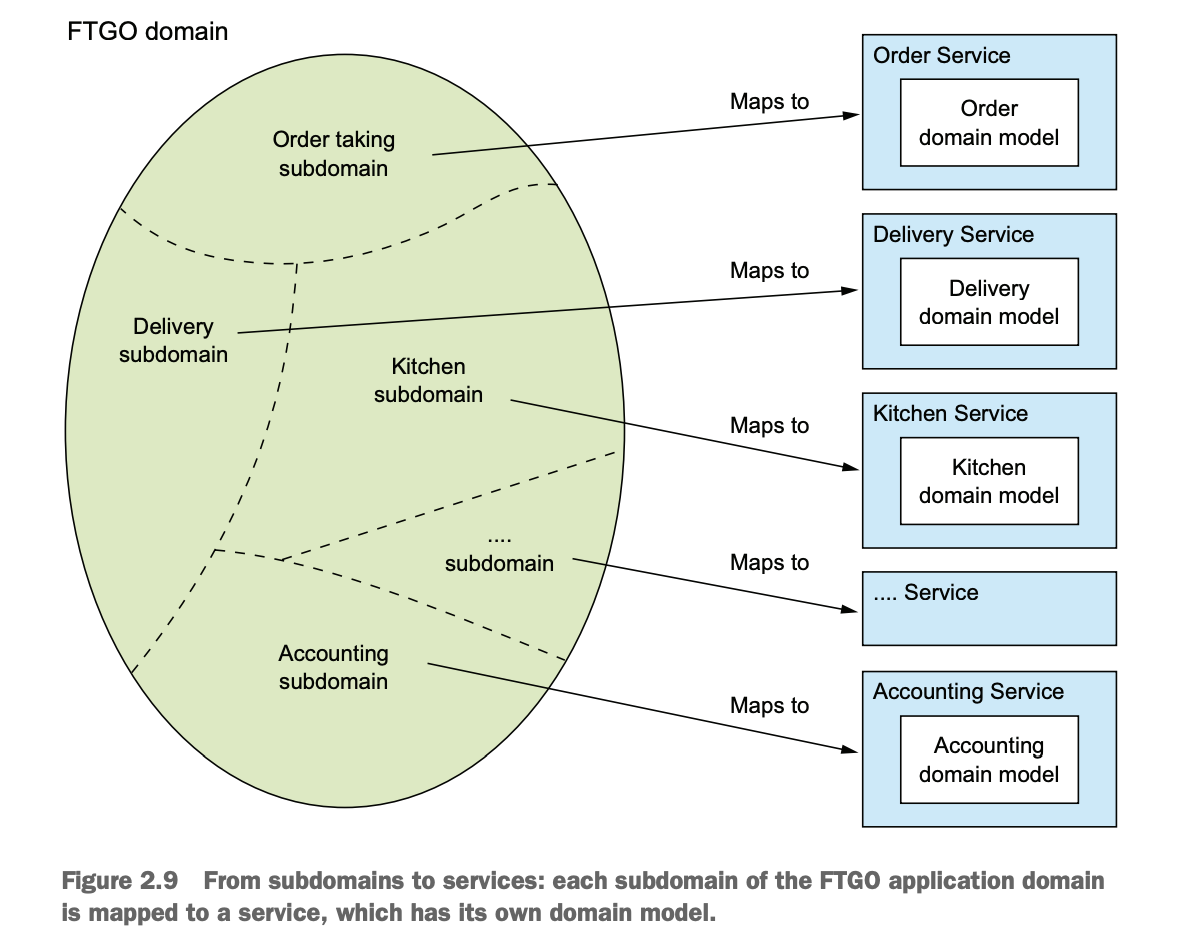 FTGO domain
Order taking
subdomain
Maps to
Order Service
Order
domain model
Delivery
subdomain
Maps to
Delivery Service
Delivery
domain model
Kitchen
subdomain
Maps to
Kitchen Service
Kitchen
domain model
....
subdomain
Maps to
.... Service
Accounting
subdomain
Maps to
Accounting Service
Accounting
domain model
Figure 2.9 From subdomains to services: each subdomain of the FTGO application domain
is mapped to a service, which has its own domain model.